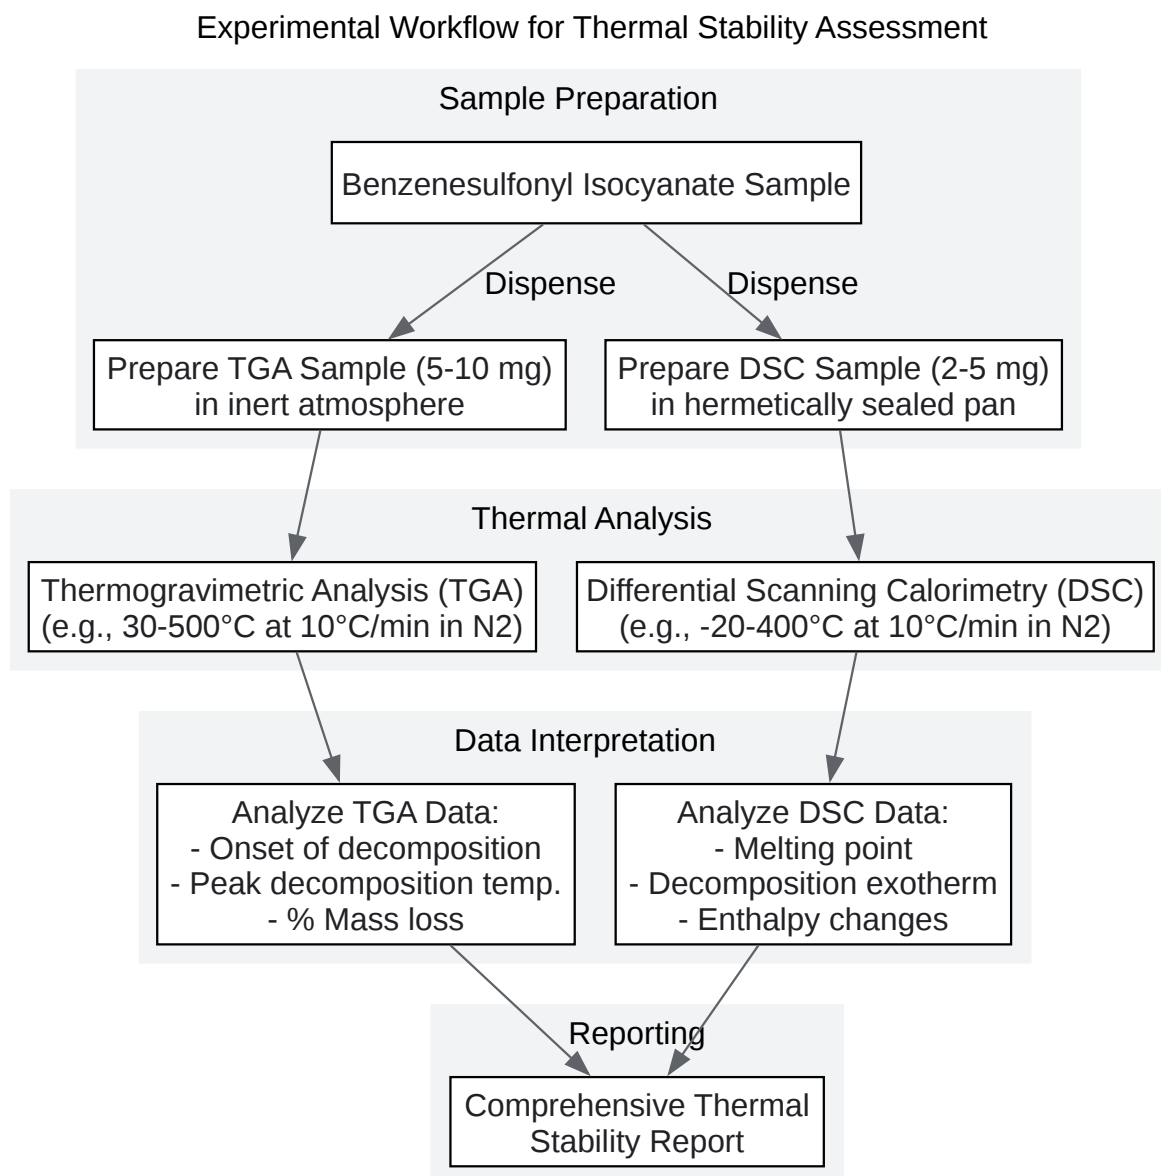 Experimental Workflow for Thermal Stability Assessment
Sample Preparation
Benzenesulfonyl Isocyanate Sample
Dispense
Dispense
Prepare TGA Sample (5-10 mg)
in inert atmosphere
Prepare DSC Sample (2-5 mg)
in hermetically sealed pan
Thermal Analysis
Thermogravimetric Analysis (TGA)
(e.g., 30-500°C at 10°C/min in N2)
Differential Scanning Calorimetry (DSC)
(e.g., -20-400°C at 10°C/min in N2)
Data Interpretation
Analyze TGA Data:
- Onset of decomposition
- Peak decomposition temp.
- % Mass loss
Analyze DSC Data:
- Melting point
- Decomposition exotherm
- Enthalpy changes
Reporting
Comprehensive Thermal
Stability Report